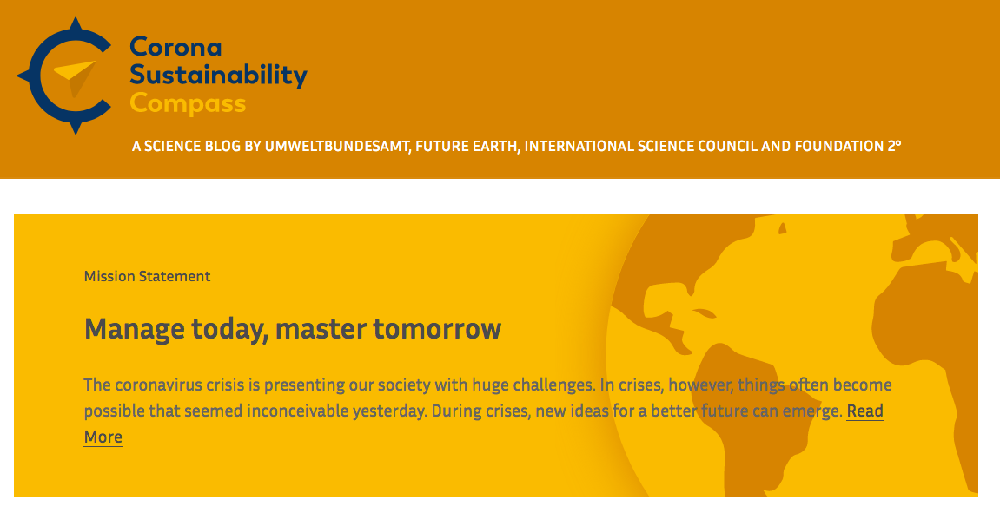 Corona
Sustainability
Compass
A SCIENCE BLOG BY UMWELTBUNDESAMT, FUTURE EARTH, INTERNATIONAL SCIENCE COUNCIL AND FOUNDATION 2°
Mission Statement
Manage today, master tomorrow
The coronavirus crisis is presenting our society with huge challenges. In crises, however, things often become
possible that seemed inconceivable yesterday. During crises, new ideas for a better future can emerge. Read
More